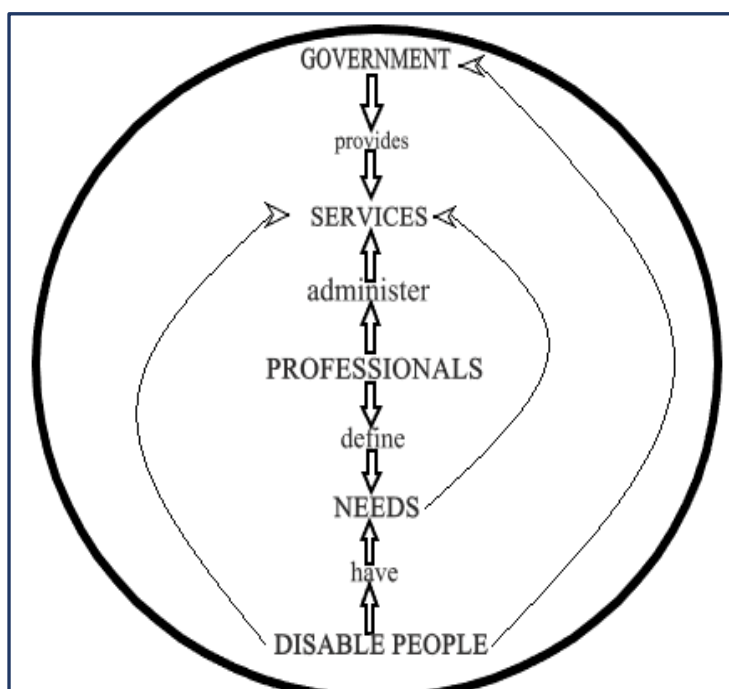 GOVERNMENT
provides
SERVICES
administer
PROFESSIONALS
define
NEEDS
have
DISABLE PEOPLE